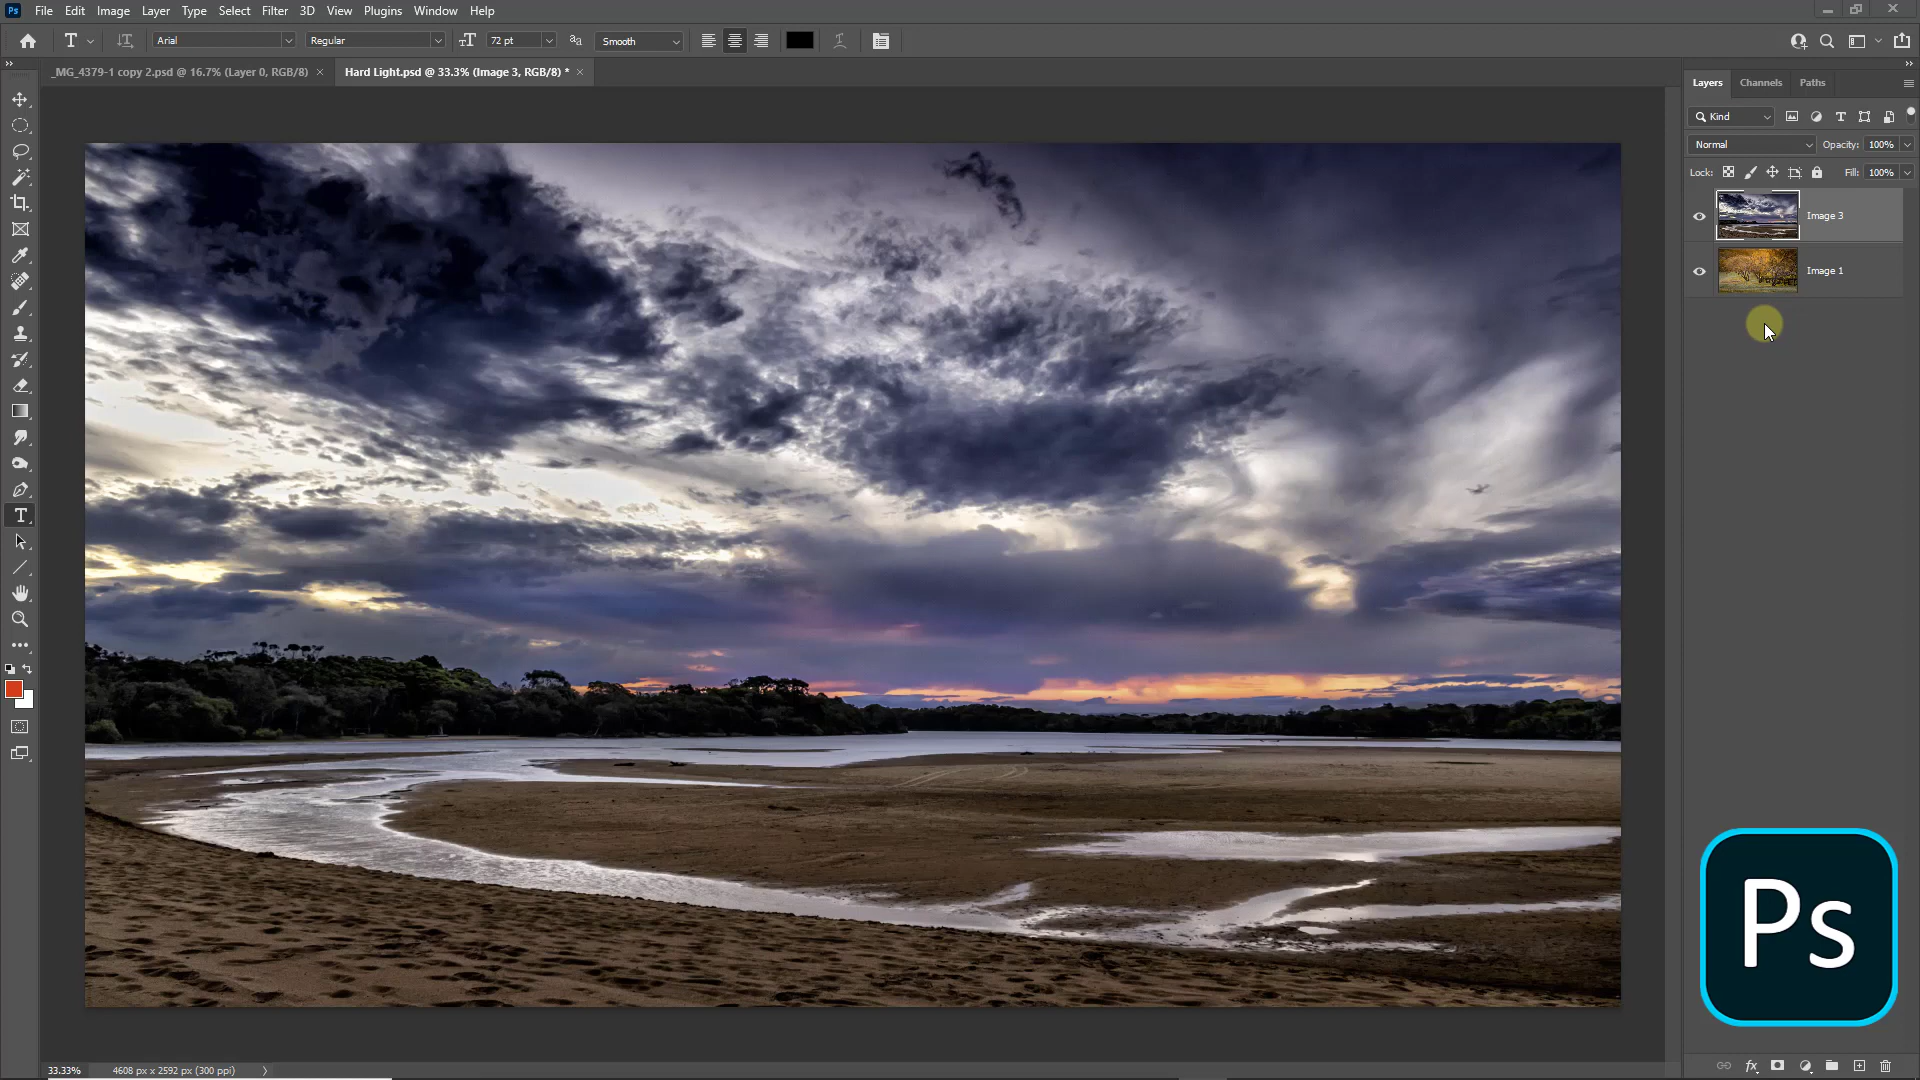 Ps File Edit Image Layer Type Select Filter 3D View Plugins Window Help
T Arial Regular 72 pt Smooth
_MG_4379-1 copy 2.psd @ 16.7% (Layer 0, RGB/8) × Hard Light.psd @ 33.3% (Image 3, RGB/8) * ×
Layers Channels Paths
Kind
Normal Opacity: 100%
Lock: Fill: 100%
Image 3
Image 1
Ps
33.33% 4608 px x 2592 px (300 ppi)
fx